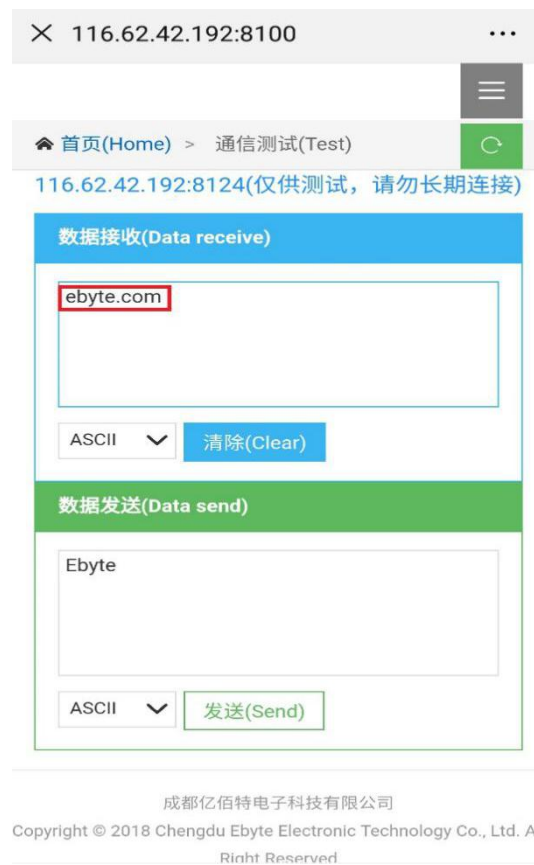 116.62.42.192:8100
首页(Home) > 通信测试(Test)
116.62.42.192:8124(仅供测试，请勿长期连接)
数据接收(Data receive)
ebyte.com
ASCII
清除(Clear)
数据发送(Data send)
Ebyte
ASCII
发送(Send)
成都亿佰特电子科技有限公司
Copyright © 2018 Chengdu Ebyte Electronic Technology Co., Ltd. A
Right Reserved